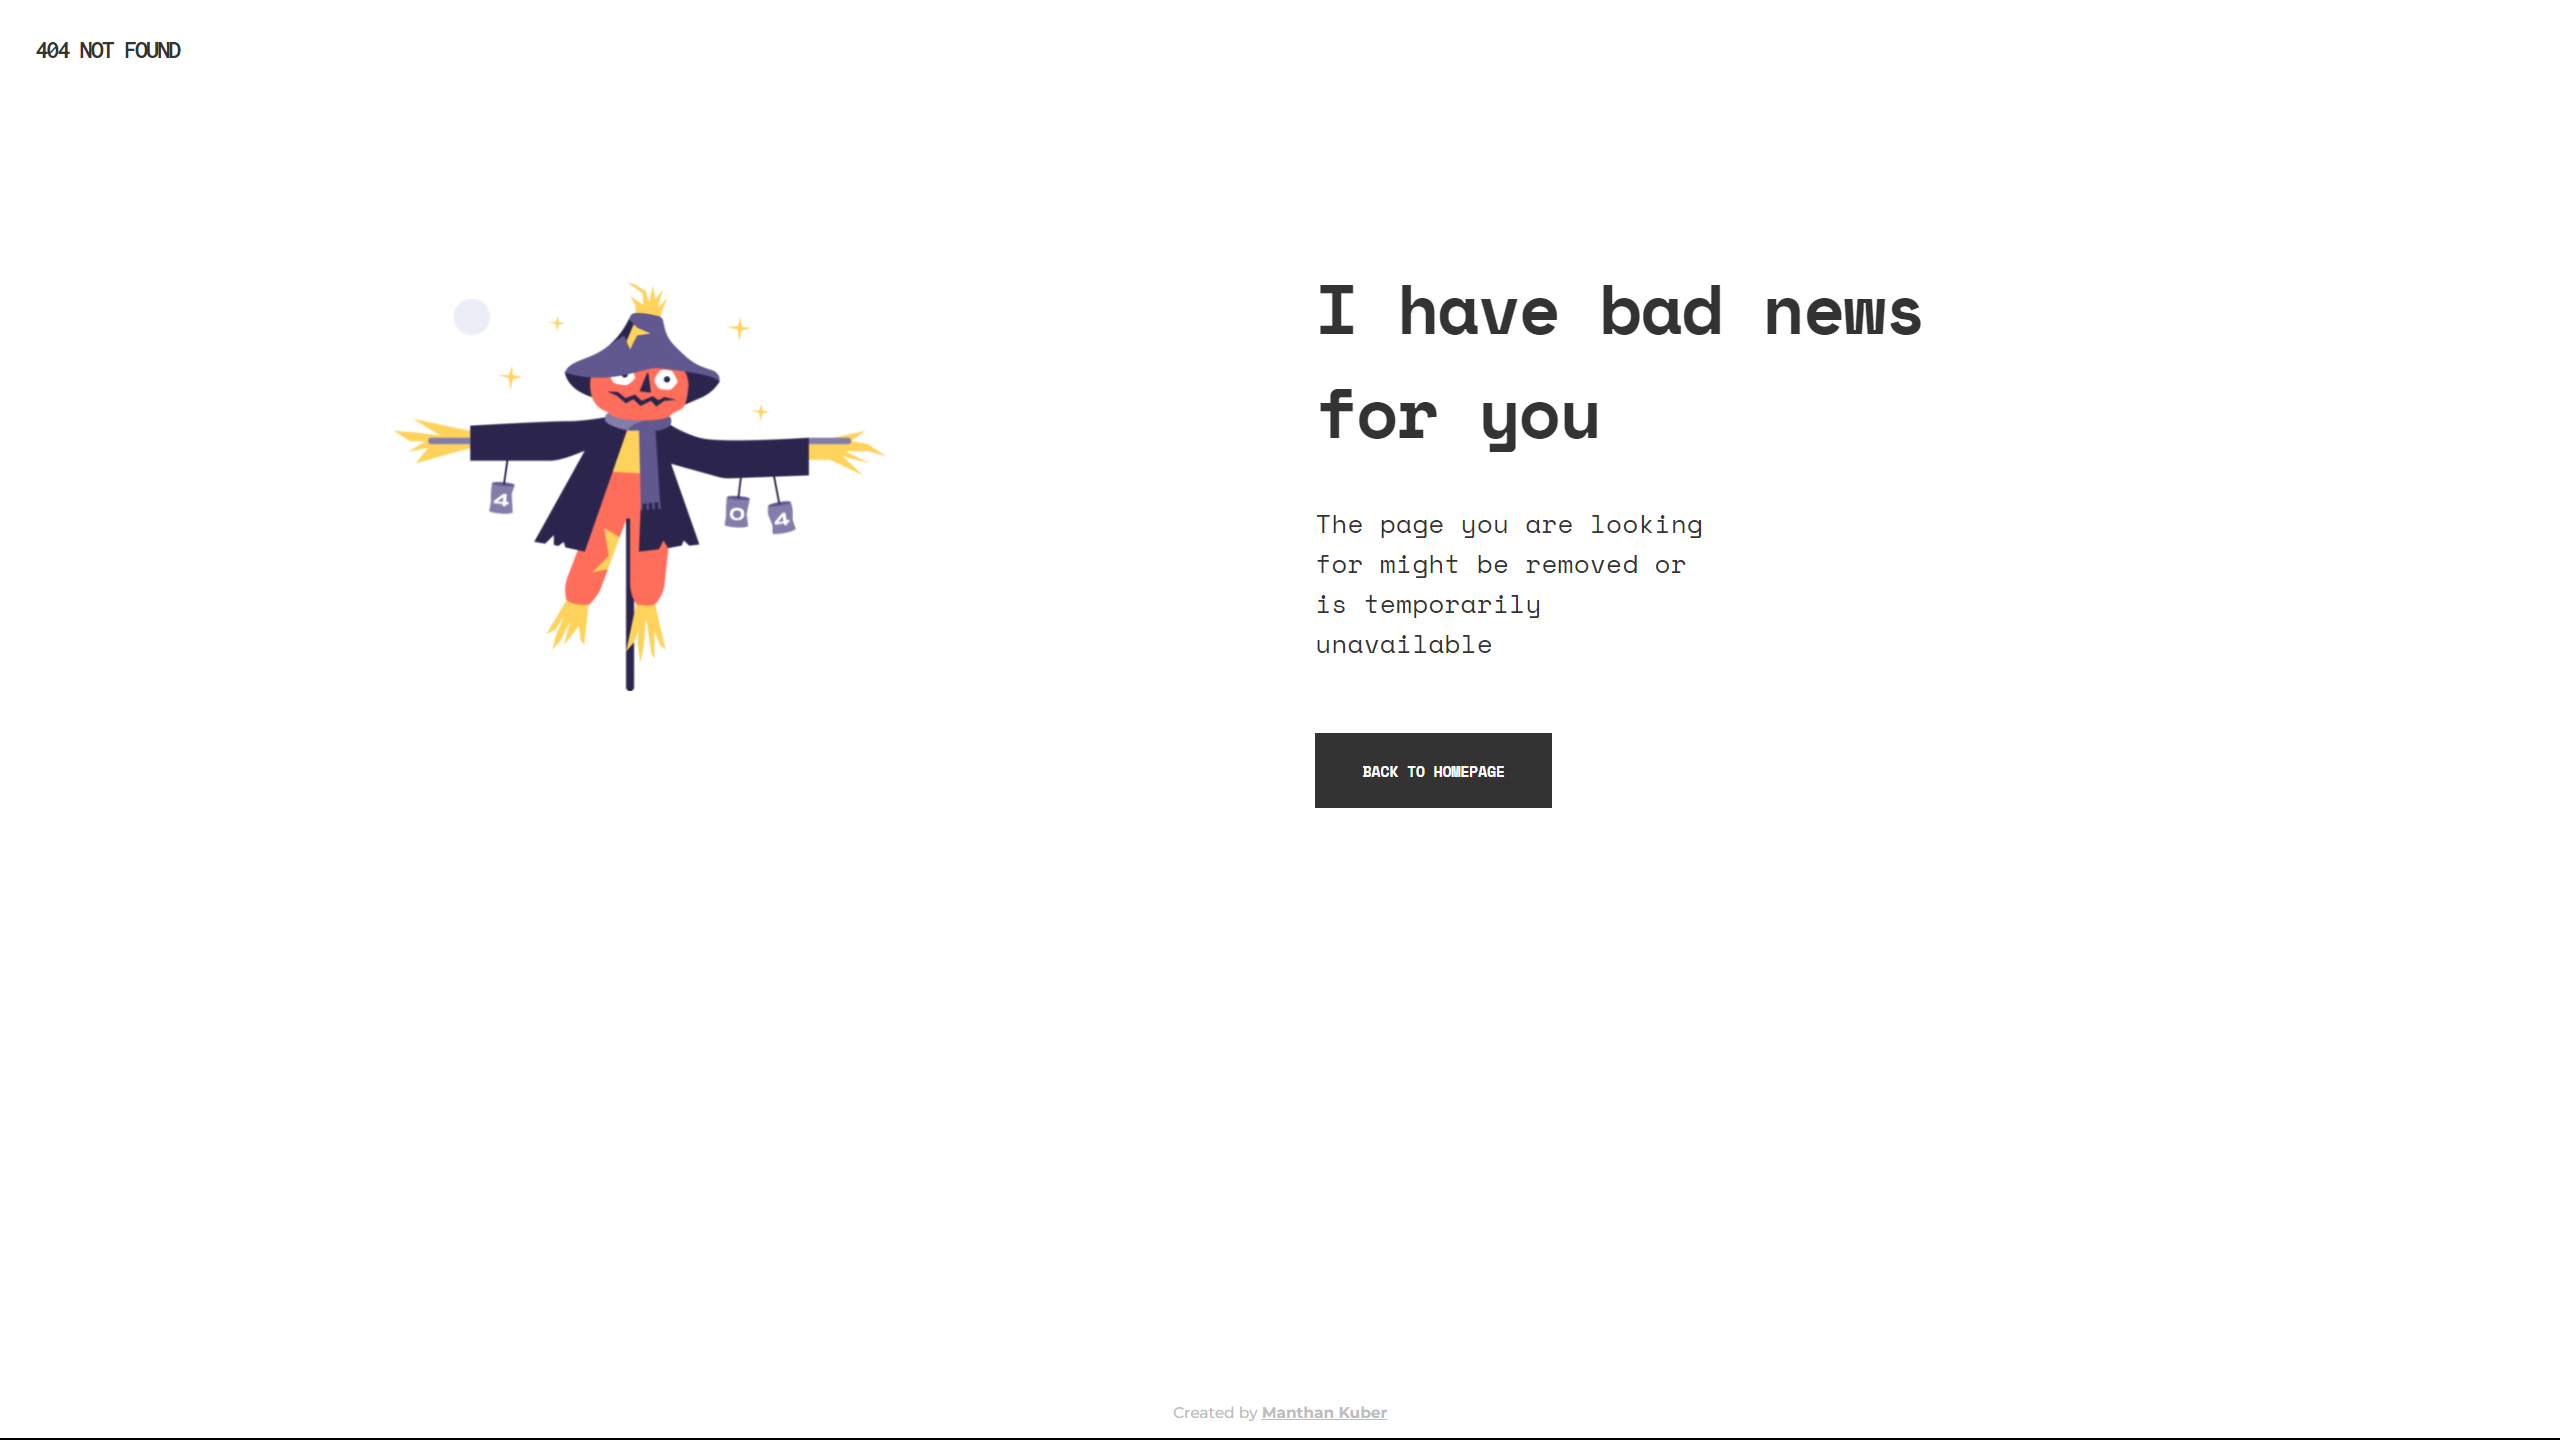 404 NOT FOUND
4
0
4
I have bad news
for you
The page you are looking
for might be removed or
is temporarily
unavailable
BACK TO HOMEPAGE
Created by Manthan Kuber